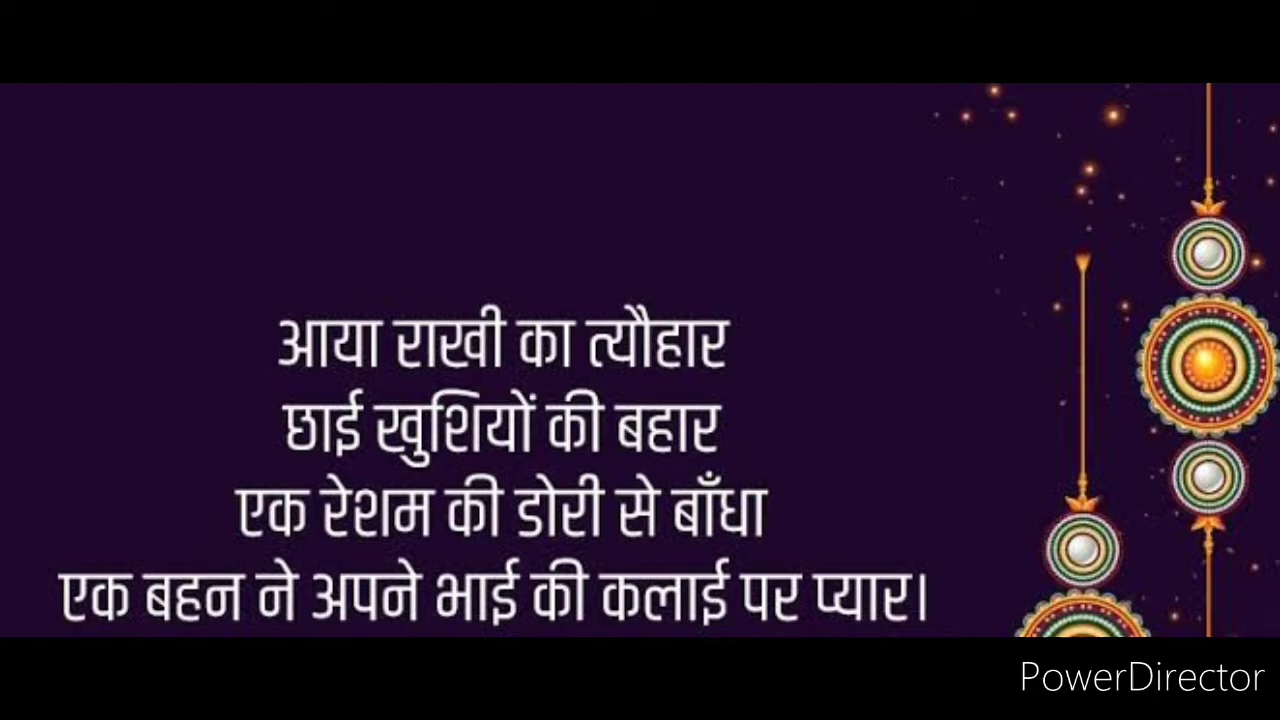 आया राखी का त्यौहार
छाई खुशियों की बहार
एक रेशम की डोरी से बाँधा
एक बहन ने अपने भाई की कलाई पर प्यार।
PowerDirector